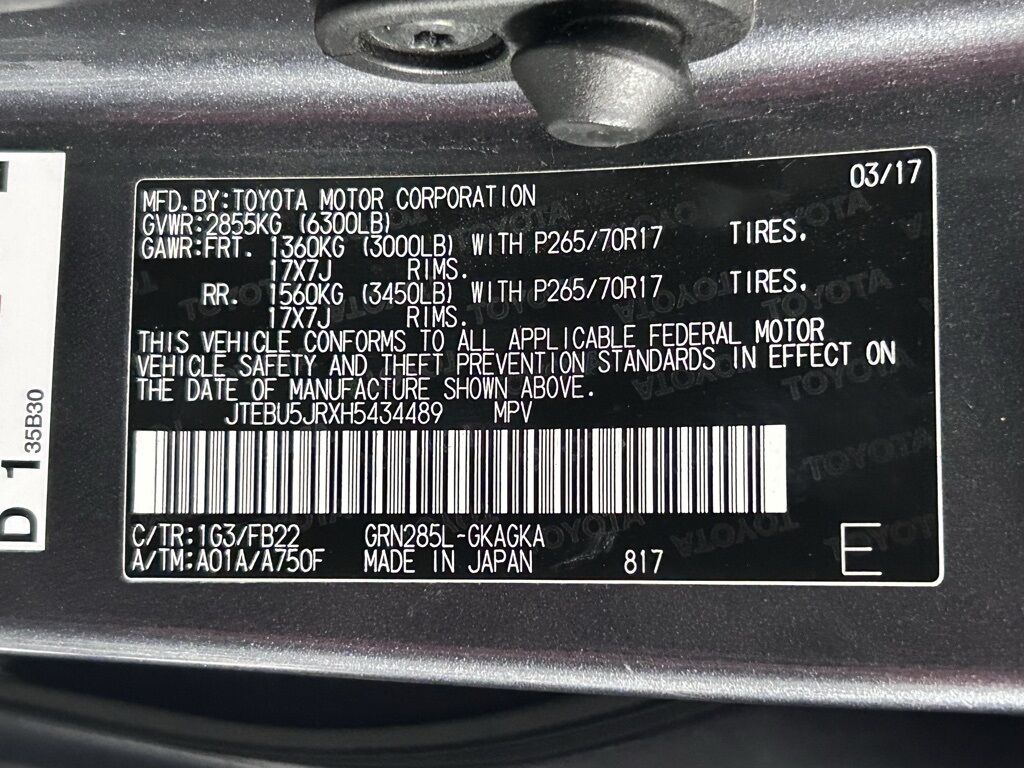 03/17
MFD.BY:TOYOTA MOTOR CORPORATION
GVWR:2855KG (6300LB)
GAWR:FRT. 1360KG (3000LB) WITH P265/70R17 TIRES.
17X7J RIMS.
RR. 1560KG (3450LB) WITH P265/70R17 TIRES.
17X7J RIMS.
THIS VEHICLE CONFORMS TO ALL APPLICABLE FEDERAL MOTOR
VEHICLE SAFETY AND THEFT PREVENTION STANDARDS IN EFFECT ON
THE DATE OF MANUFACTURE SHOWN ABOVE.
JTEBU5JRXH5434489 MPV
C/TR:1G3/FB22 GRN285L-GKAGKA
A/TM:A01A/A750F MADE IN JAPAN 817
E
D 1
35B30